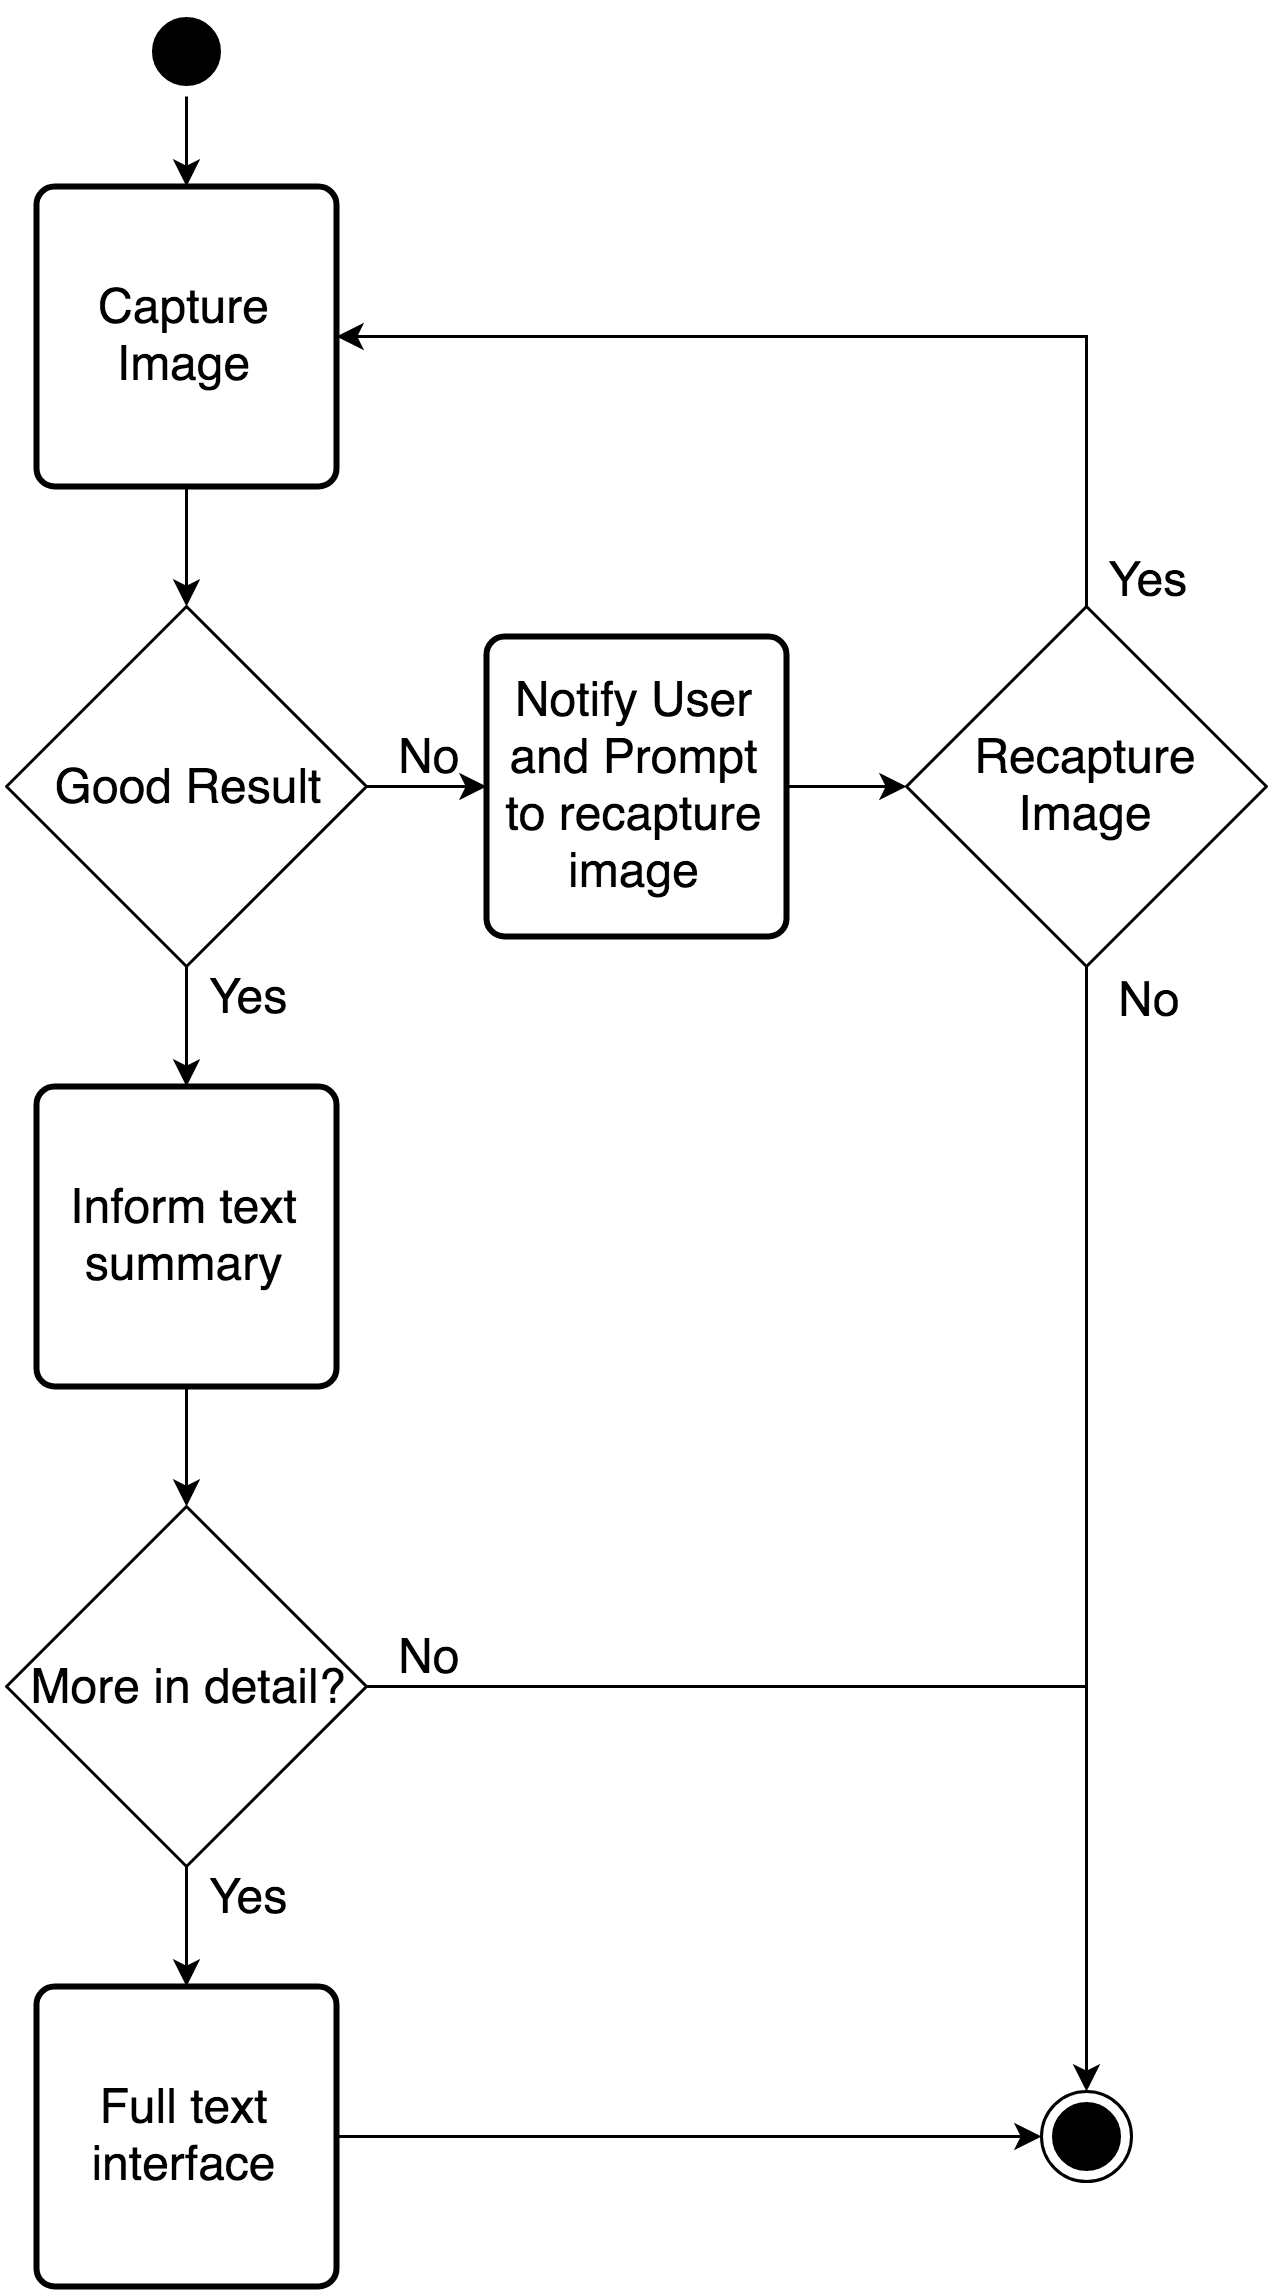 Capture
Image
Yes
Good Result
No
Notify User
and Prompt
to recapture
image
Recapture
Image
Yes
No
Inform text
summary
More in detail?
No
Yes
Full text
interface